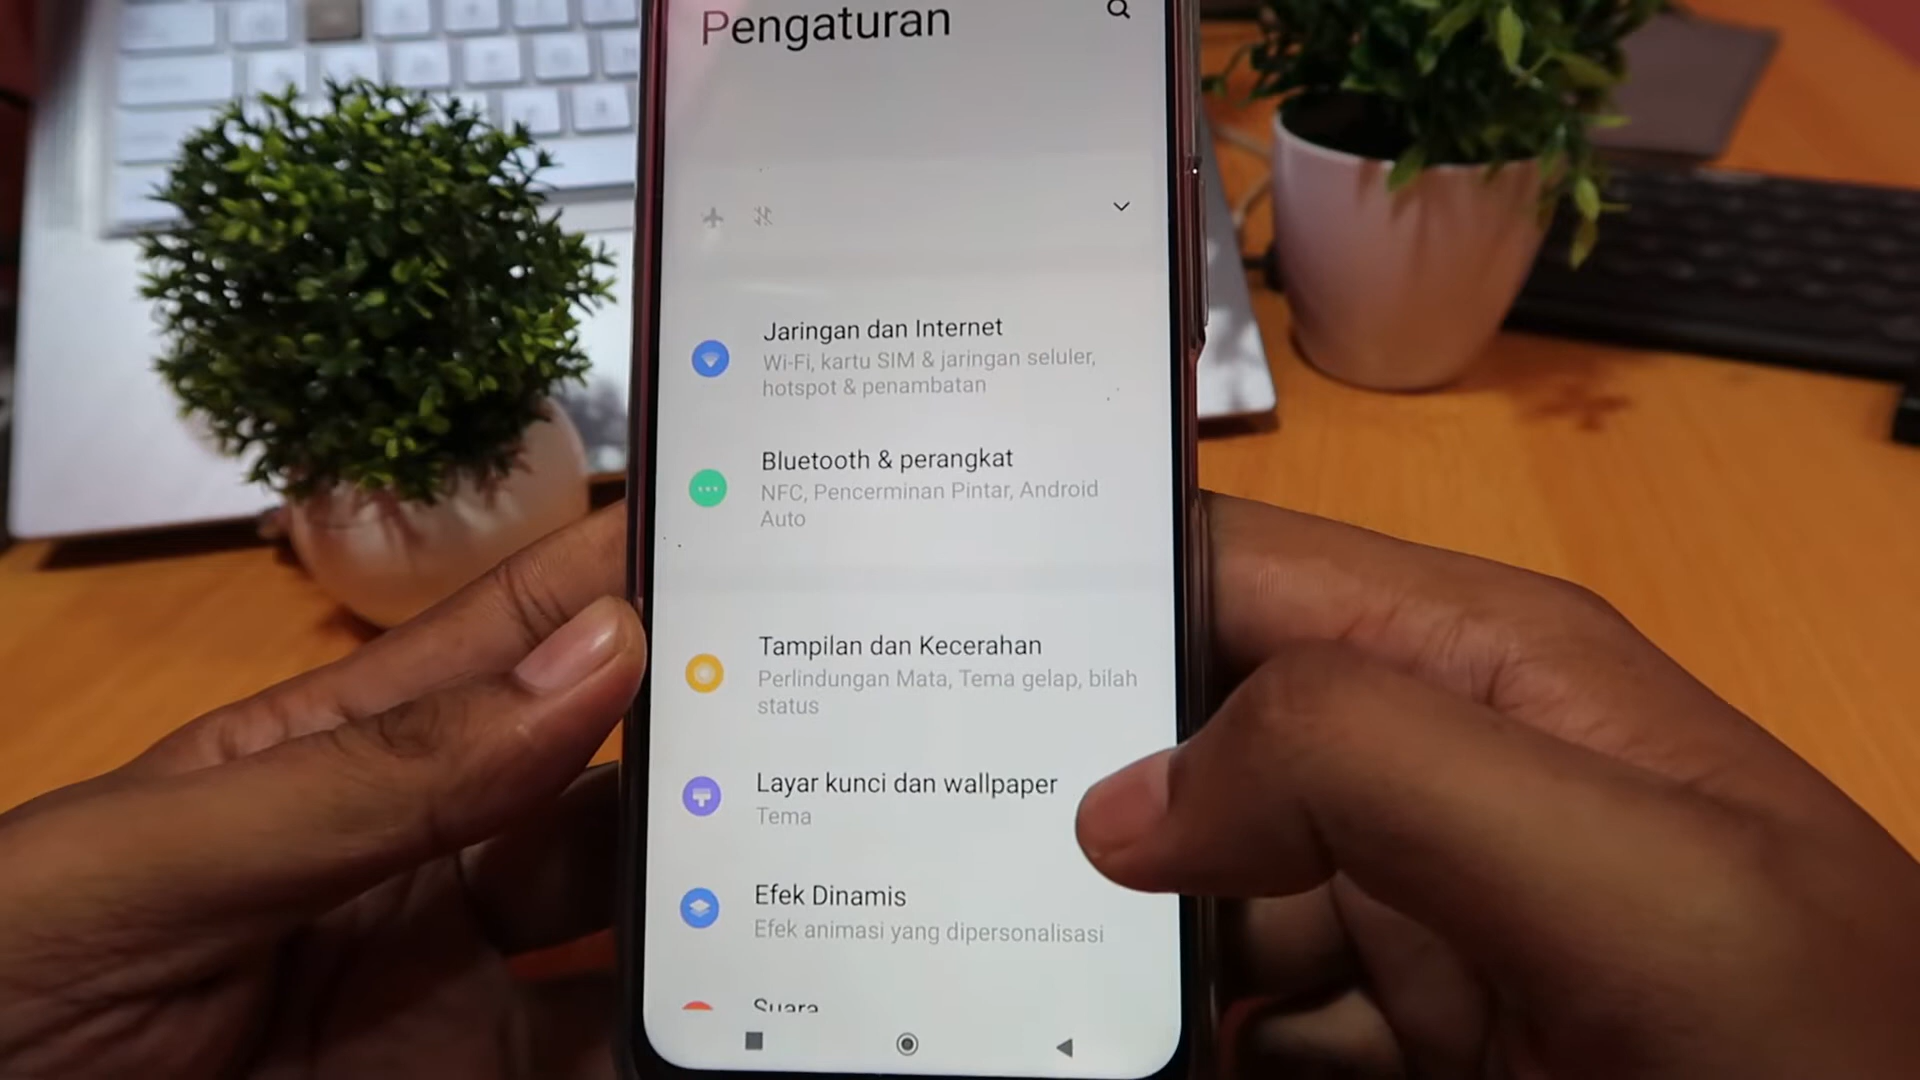 Pengaturan
Jaringan dan Internet
Wi-Fi, kartu SIM & jaringan seluler,
hotspot & penambatan
Bluetooth & perangkat
NFC, Pencerminan Pintar, Android
Auto
Tampilan dan Kecerahan
Perlindungan Mata, Tema gelap, bilah
status
Layar kunci dan wallpaper
Tema
Efek Dinamis
Efek animasi yang dipersonalisasi
Suara